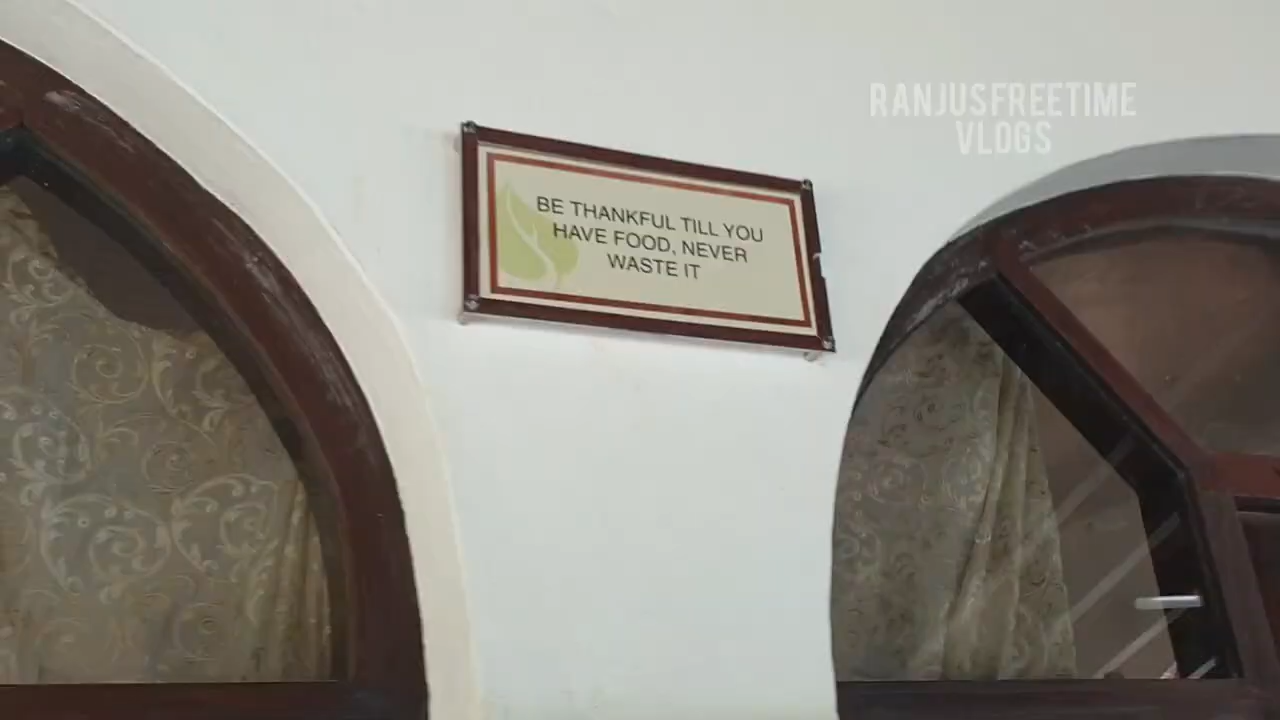 RANJUSFREETIME
VLOGS
BE THANKFUL TILL YOU
HAVE FOOD, NEVER
WASTE IT